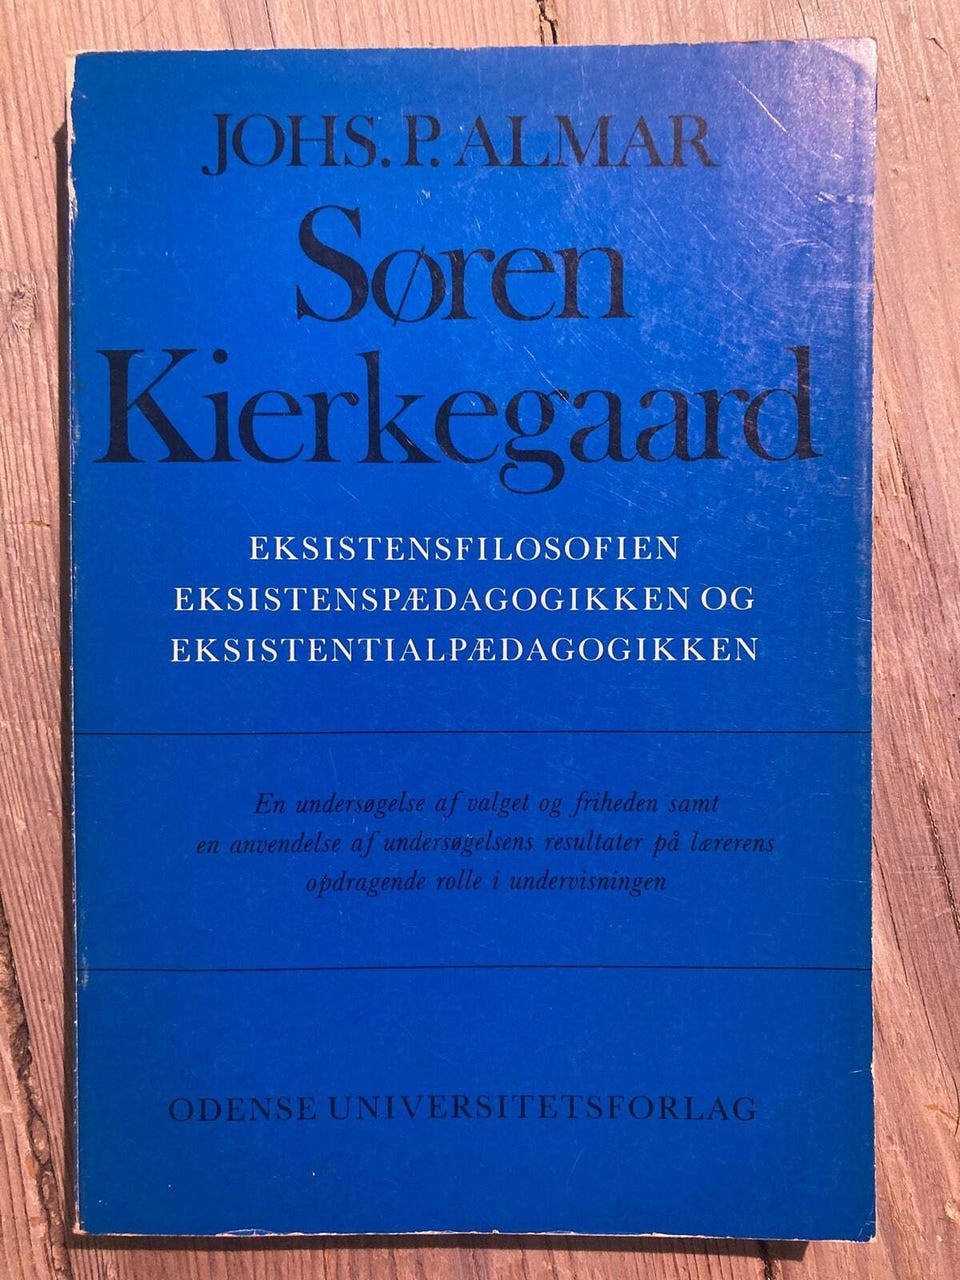 JOHS. P. ALMAR
Søren
Kierkegaard
EKSISTENSFILOSOFIEN
EKSISTENSPÆDAGOGIKKEN OG
EKSISTENTIALPÆDAGOGIKKEN
En undersøgelse af valget og friheden samt
en anvendelse af undersøgelsens resultater på lærerens
opdragende rolle i undervisningen
ODENSE UNIVERSITETSFORLAG